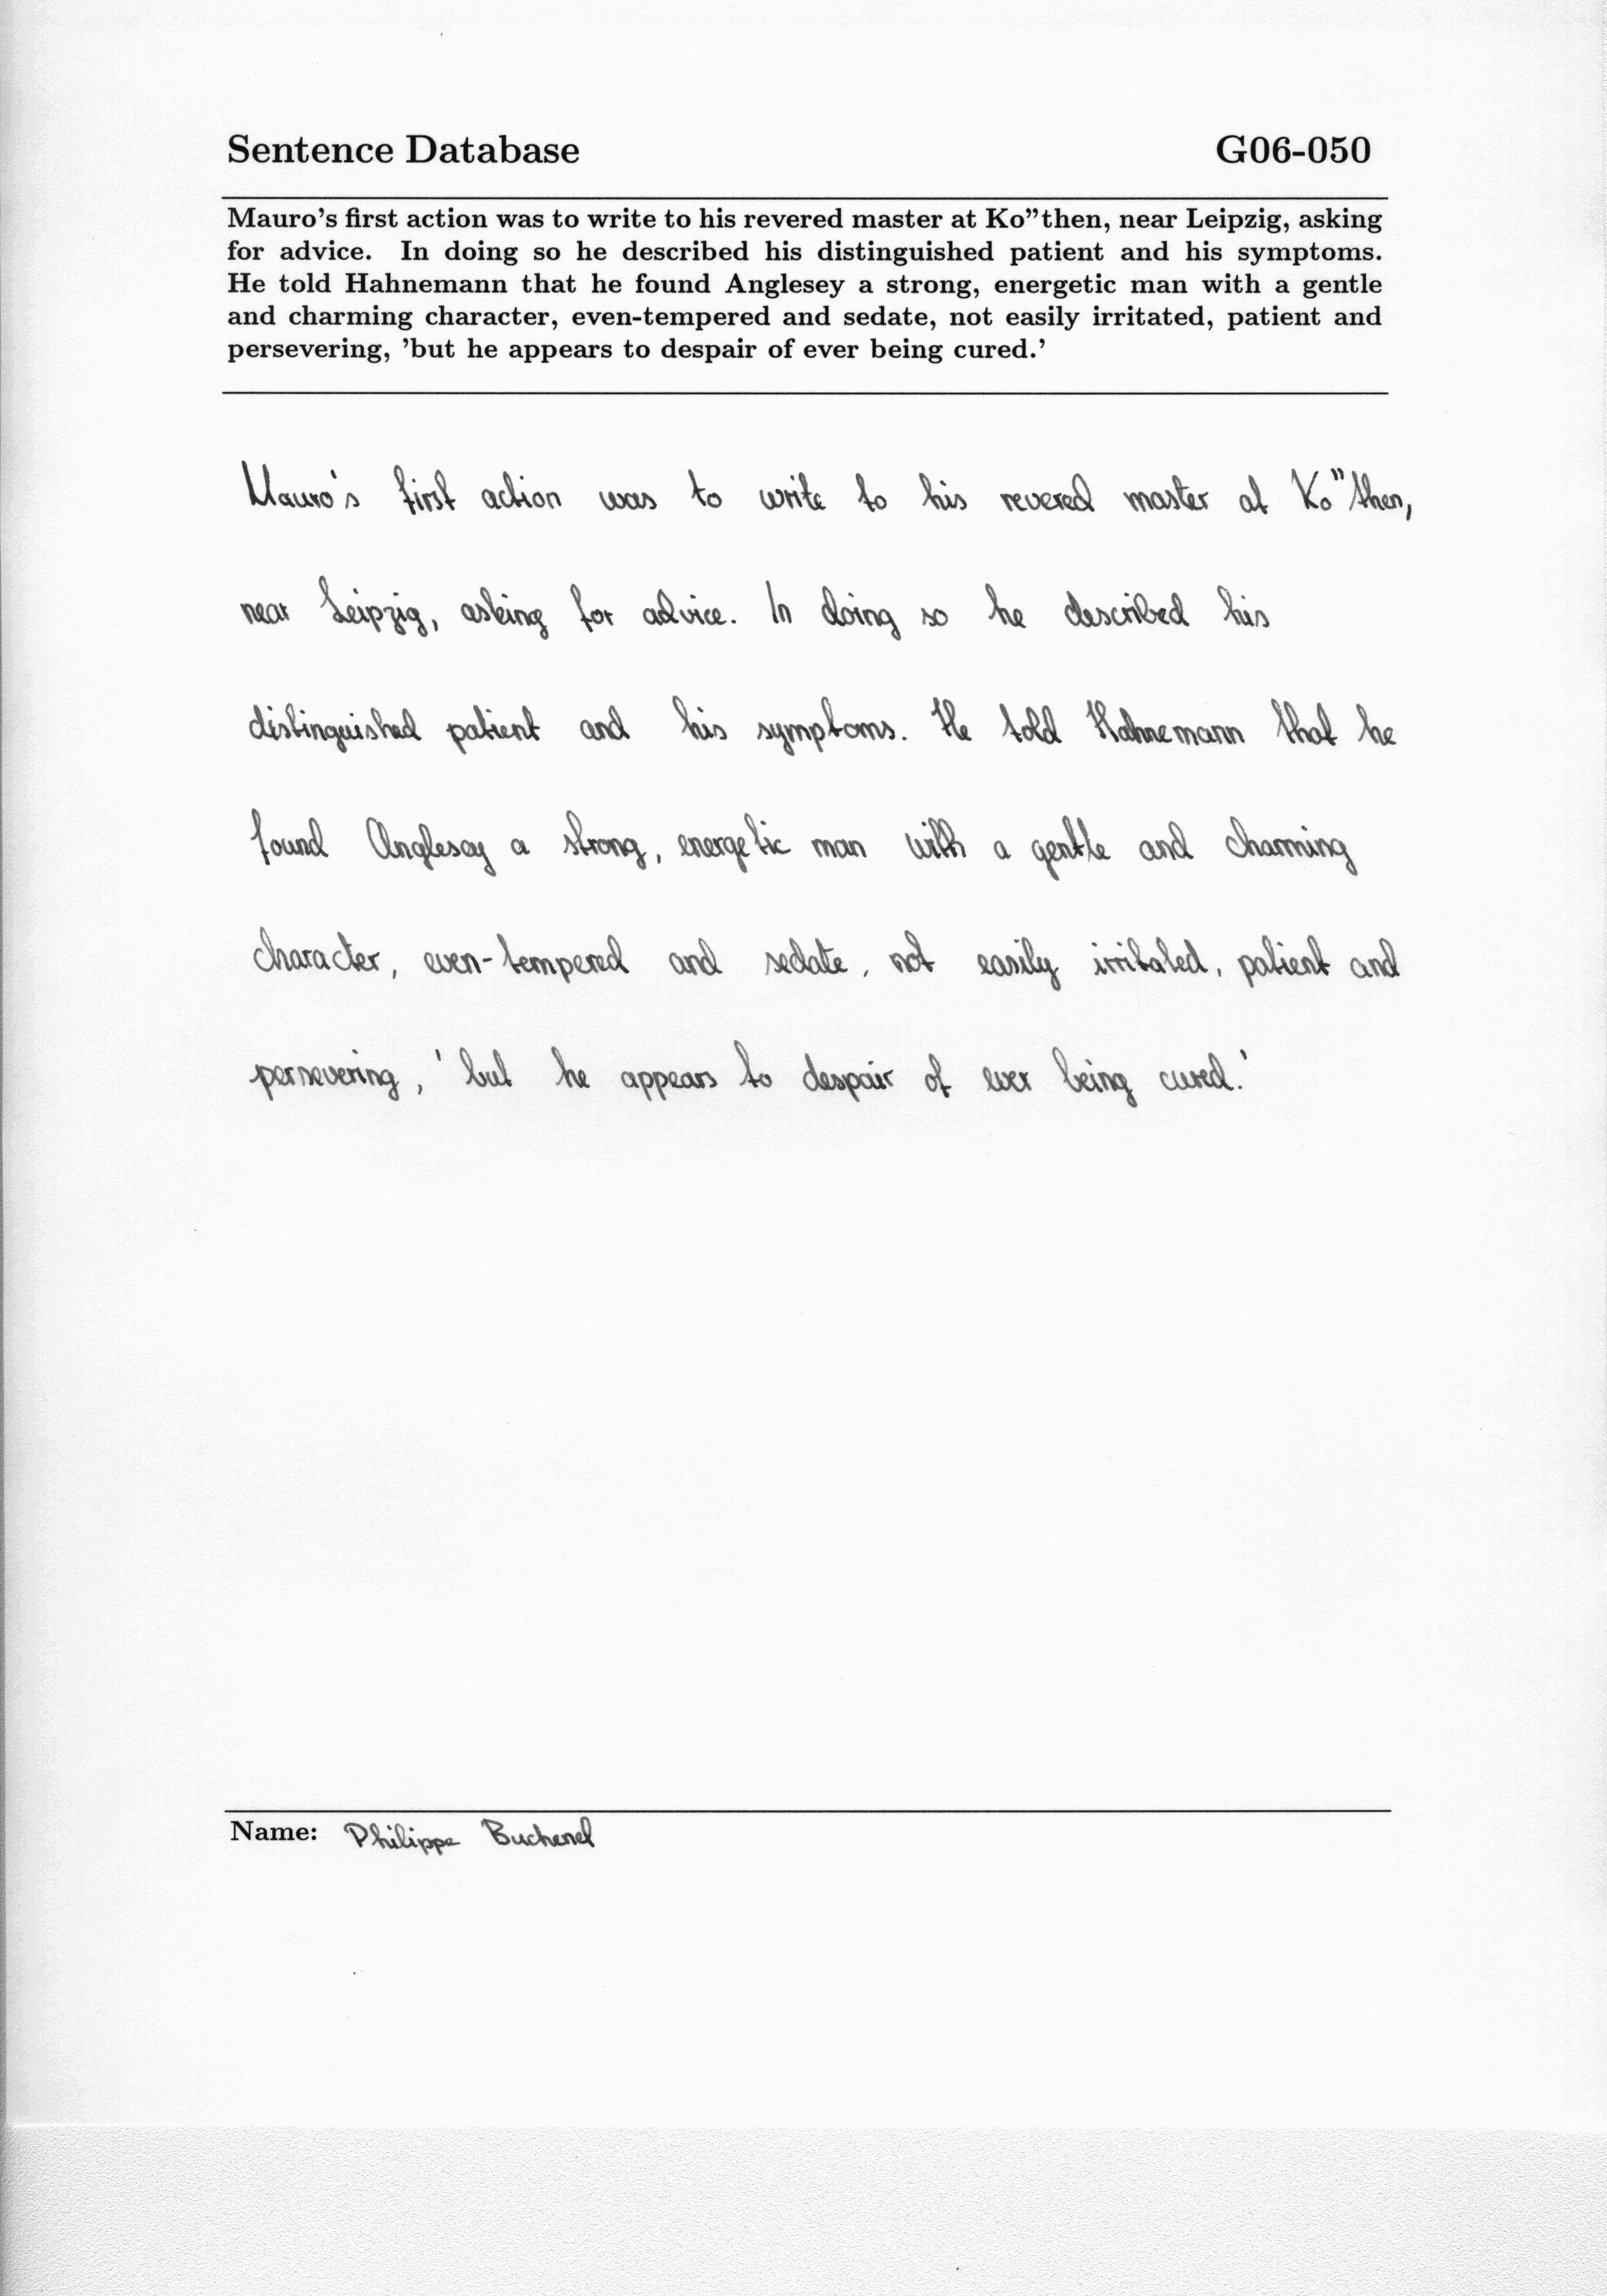 Sentence Database G06-050
Mauro's first action was to write to his revered master at Ko"then, near Leipzig, asking
for advice. In doing so he described his distinguished patient and his symptoms.
He told Hahnemann that he found Anglesey a strong, energetic man with a gentle
and charming character, even-tempered and sedate, not easily irritated, patient and
persevering, 'but he appears to despair of ever being cured.'
Mauro's first action was to write to his revered master at Ko"then,
near Leipzig, asking for advice. In doing so he described his
distinguished patient and his symptoms. He told Hahnemann that he
found Anglesay a strong, energetic man with a gentle and charming
character, even-tempered and sedate, not easily irritated, patient and
persevering, 'but he appears to despair of ever being cured.'
Name: Philippe Buchenel